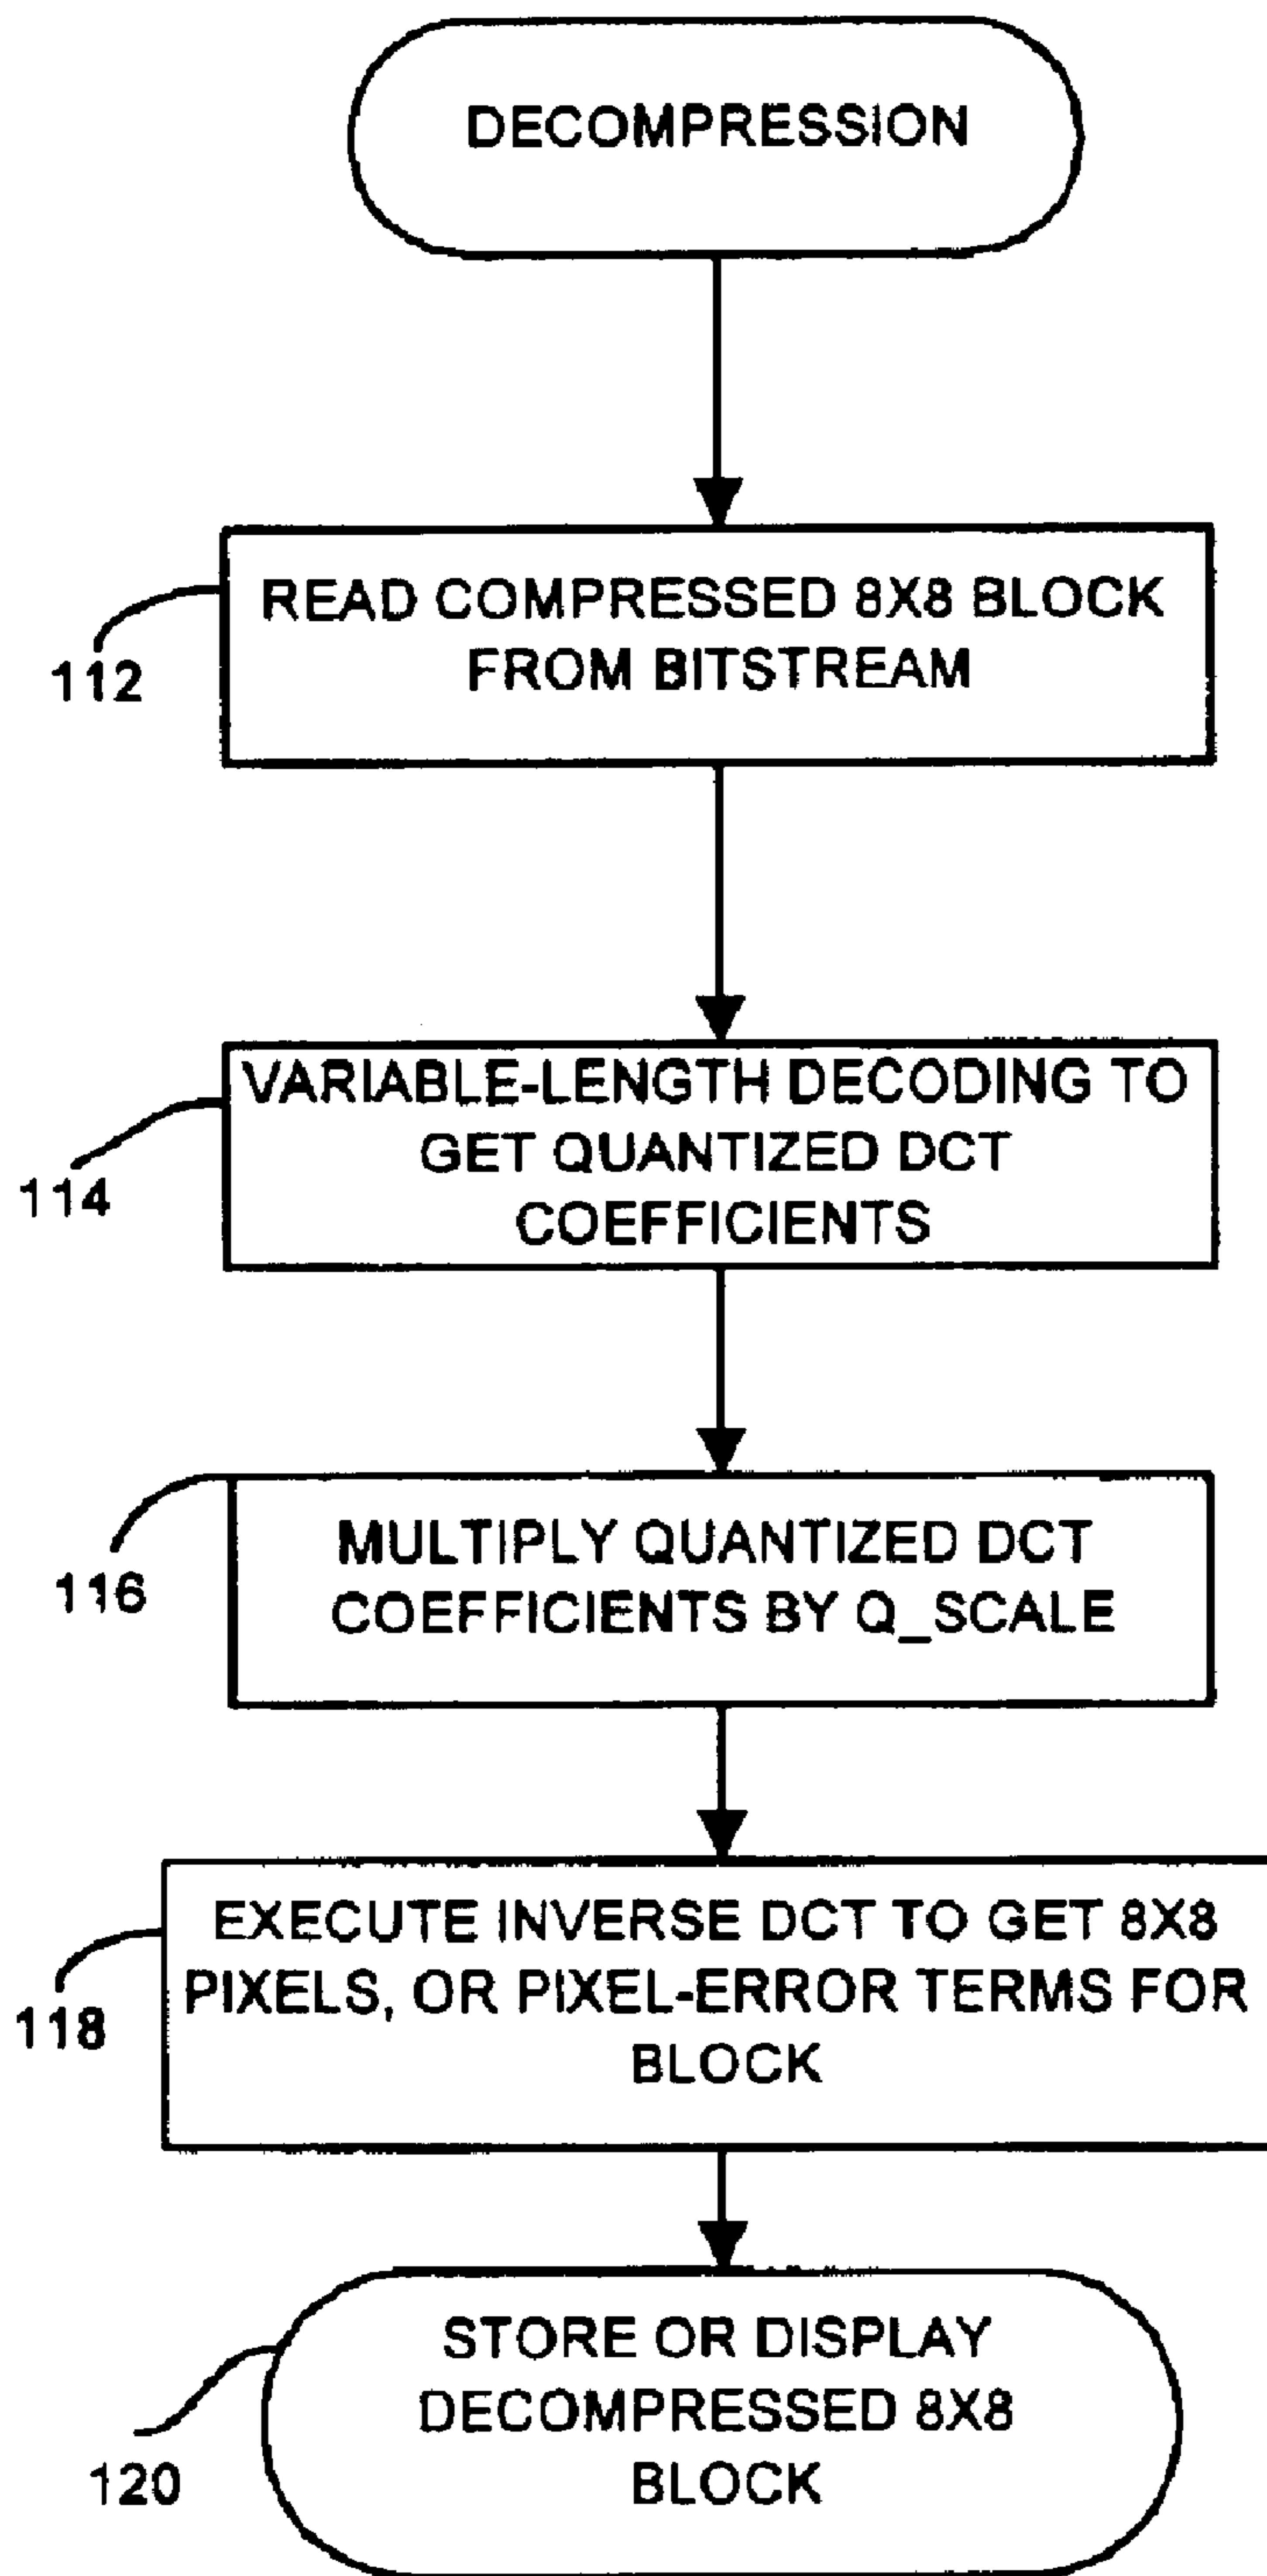 DECOMPRESSION
READ COMPRESSED 8X8 BLOCK
FROM BITSTREAM
112
VARIABLE-LENGTH DECODING TO
GET QUANTIZED DCT
COEFFICIENTS
114
MULTIPLY QUANTIZED DCT
COEFFICIENTS BY Q_SCALE
116
EXECUTE INVERSE DCT TO GET 8X8
PIXELS, OR PIXEL-ERROR TERMS FOR
BLOCK
118
STORE OR DISPLAY
DECOMPRESSED 8X8
BLOCK
120